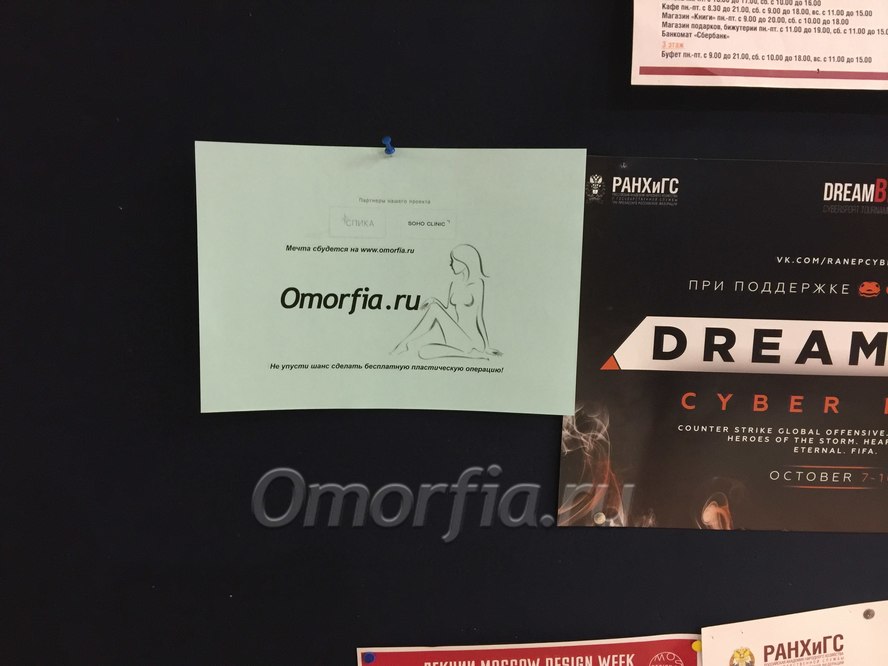 Кафе пн.-пт. с 8.30 до 21.00, сб. с 9.00 до 18.00, вс. с 11.00 до 15.00
Магазин «Книги» пн.-пт. с 9.00 до 20.00, сб. с 10.00 до 18.00
Магазин подарков, бижутерии пн.-пт. с 11.00 до 19.00, сб. с 11.00 до 15.0
Банкомат «Сбербанк»
3 этаж
Буфет пн.-пт. с 9.00 до 21.00, сб. с 10.00 до 18.00, вс. с 11.00 до 15.00
Партнеры нашего проекта
СПИКА
SOHO CLINIC
Мечта сбудется на www.omorfia.ru
Omorfia.ru
Не упусти шанс сделать бесплатную пластическую операцию!
РАНХиГС
DREAMB
CYBERSPORT TOURNAM
VK.COM/RANEPCYB
ПРИ ПОДДЕРЖКЕ
DREAM
CYBER
COUNTER STRIKE GLOBAL OFFENSIVE.
HEROES OF THE STORM. HEAR
ETERNAL. FIFA.
OCTOBER 7-1
Omorfia.ru
ЛЕКЦИИ MOSCOW DESIGN WEEK
РАНХиГС